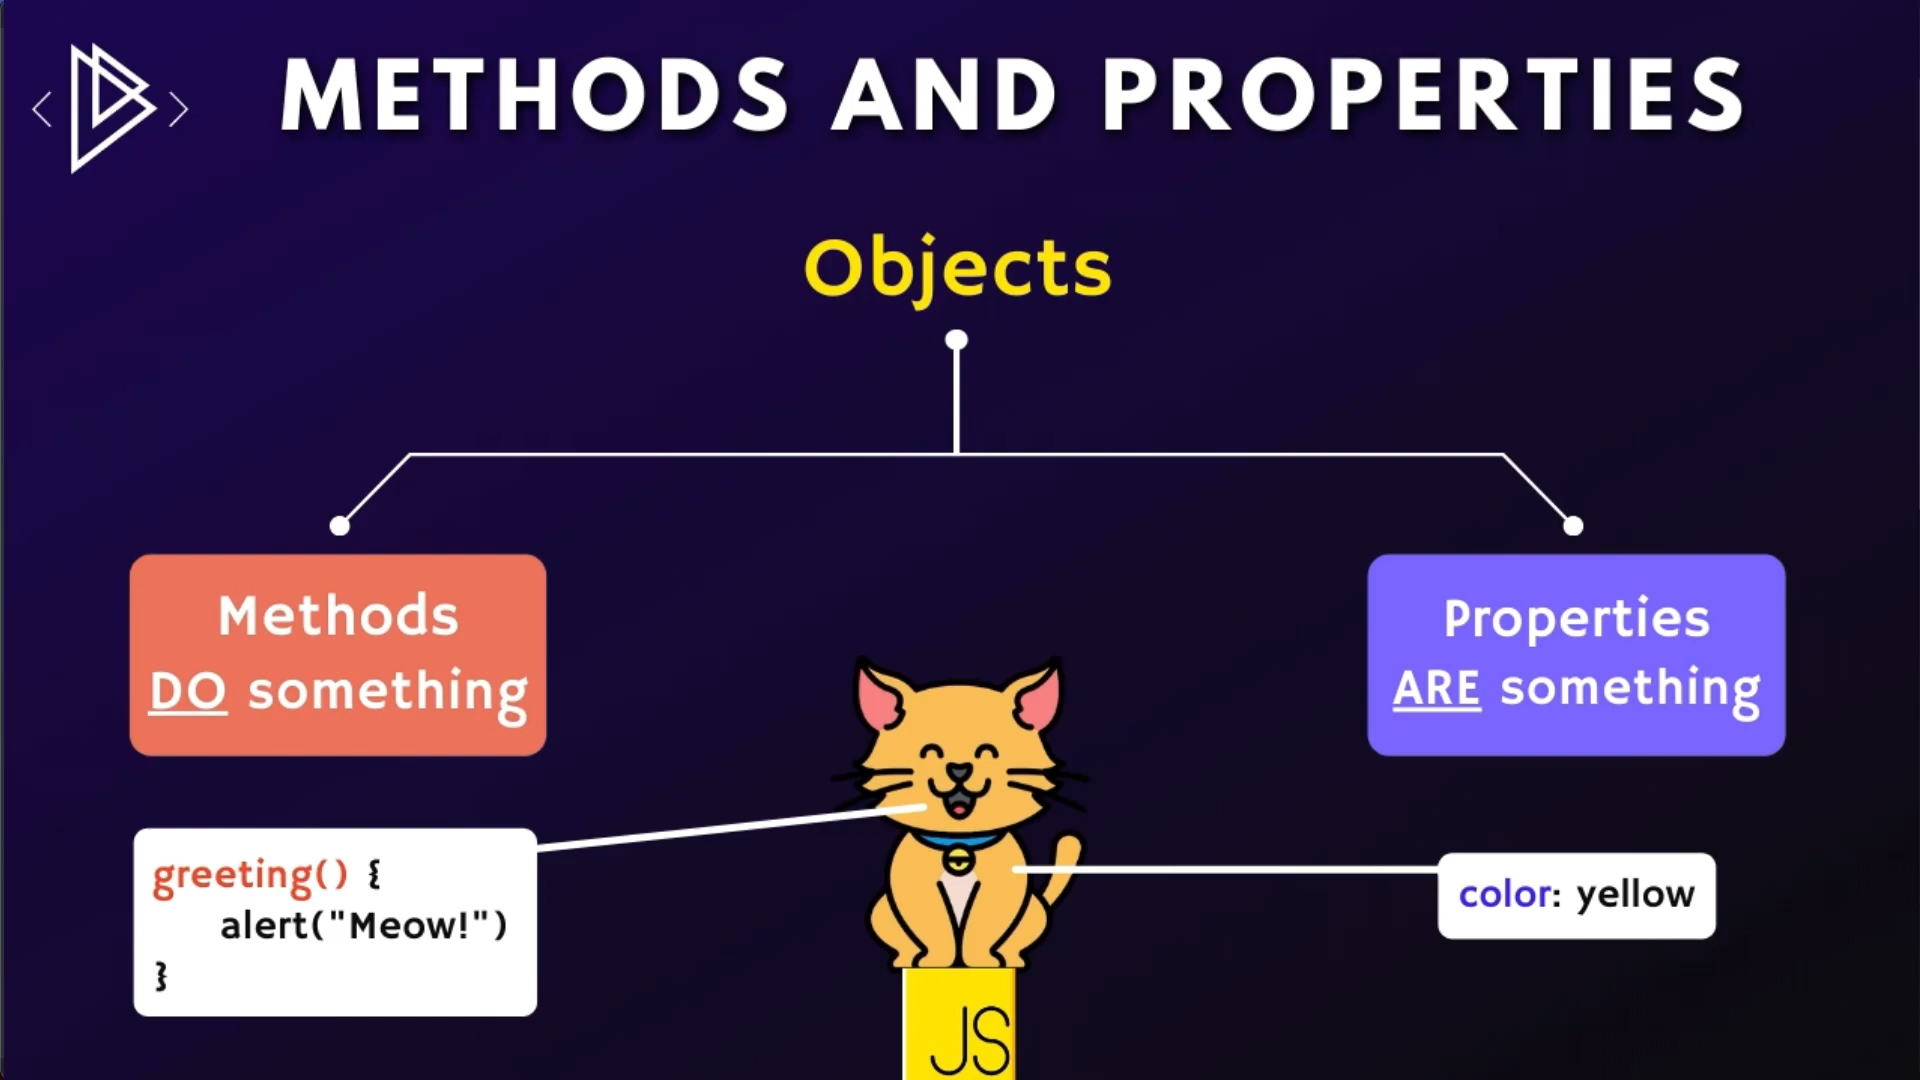 METHODS AND PROPERTIES
Objects
Methods
DO something
Properties
ARE something
greeting() {
alert("Meow!")
}
color: yellow
JS